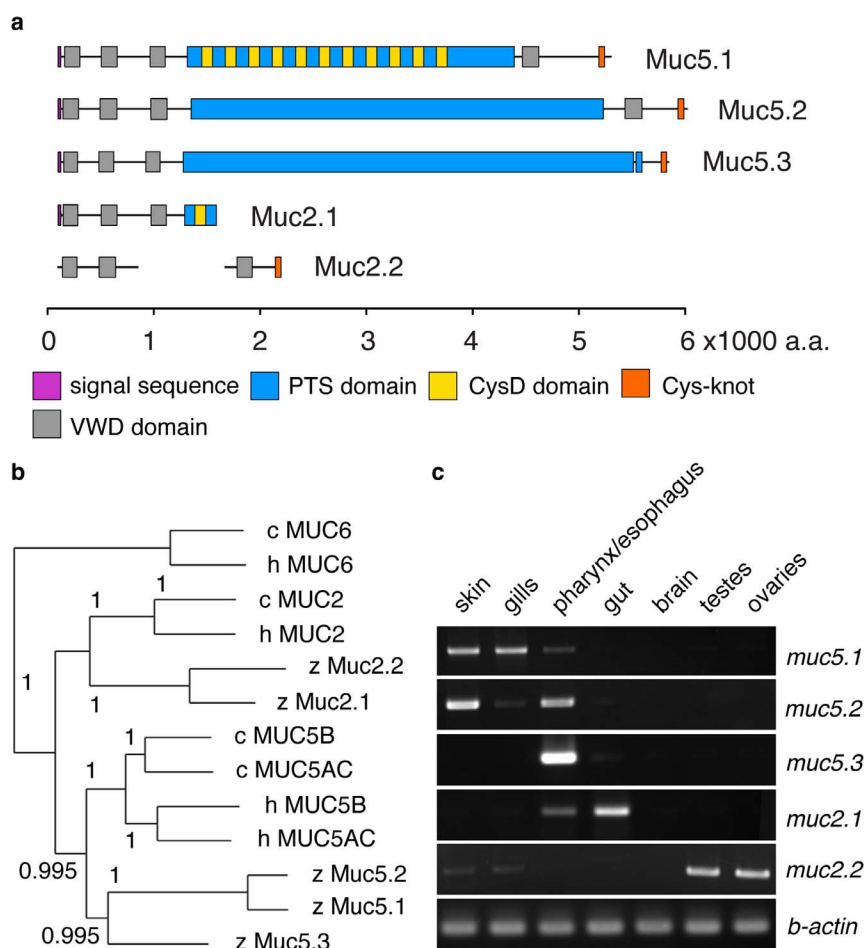 a
Muc5.1
Muc5.2
Muc5.3
Muc2.1
Muc2.2
0 1 2 3 4 5 6 x1000 a.a.
signal sequence PTS domain CysD domain Cys-knot
VWD domain
b
c MUC6
h MUC6
1
1
c MUC2
h MUC2
z Muc2.2
1
1
z Muc2.1
1
c MUC5B
1
c MUC5AC
h MUC5B
1
h MUC5AC
0.995
1
z Muc5.2
z Muc5.1
0.995
z Muc5.3
c
skin gills pharynx/esophagus gut brain testes ovaries
muc5.1
muc5.2
muc5.3
muc2.1
muc2.2
b-actin